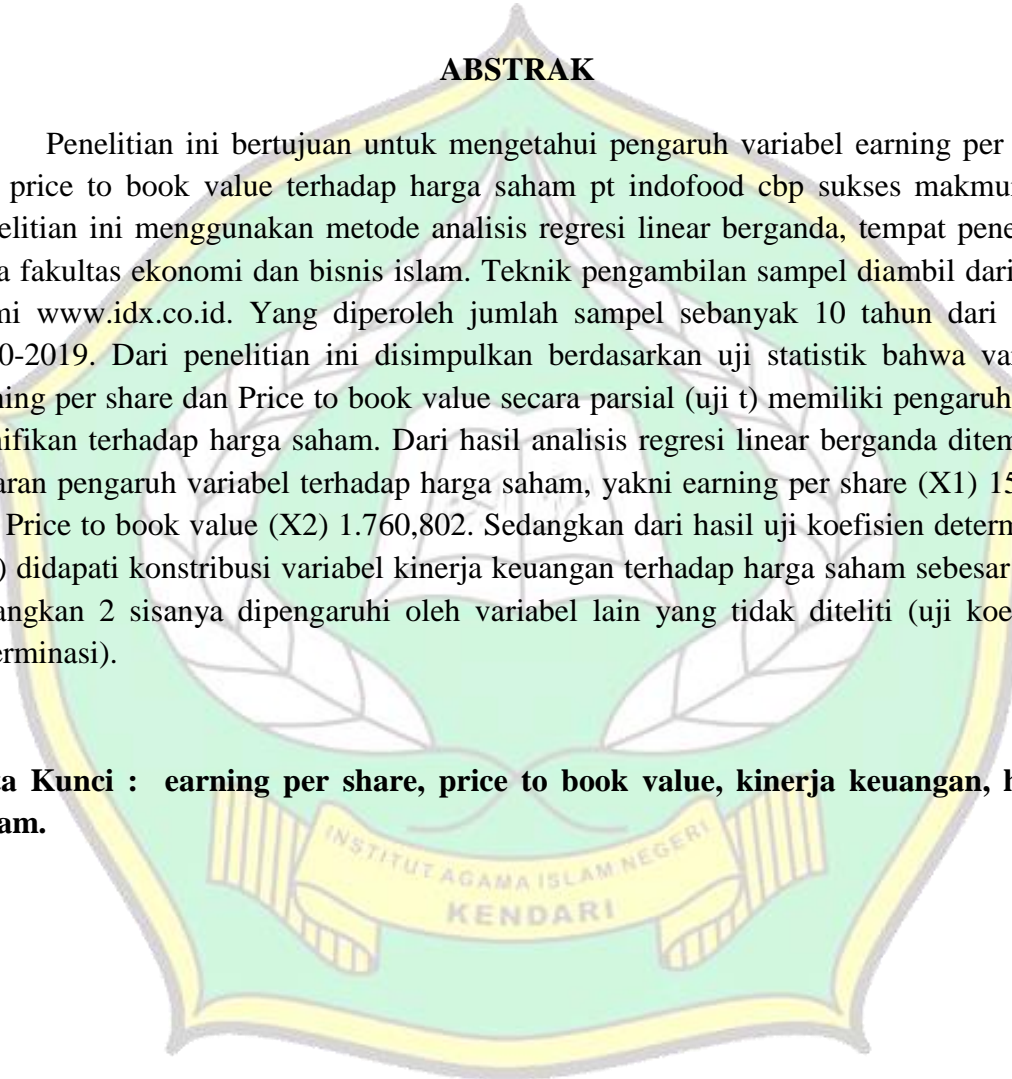 ABSTRAK
Penelitian ini bertujuan untuk mengetahui pengaruh variabel earning per
price to book value terhadap harga saham pt indofood cbp sukses makmur
elitian ini menggunakan metode analisis regresi linear berganda, tempat pene
a fakultas ekonomi dan bisnis islam. Teknik pengambilan sampel diambil dari
mi www.idx.co.id. Yang diperoleh jumlah sampel sebanyak 10 tahun dari
0-2019. Dari penelitian ini disimpulkan berdasarkan uji statistik bahwa va
ning per share dan Price to book value secara parsial (uji t) memiliki pengaruh
nifikan terhadap harga saham. Dari hasil analisis regresi linear berganda ditem
aran pengaruh variabel terhadap harga saham, yakni earning per share (X1) 15
Price to book value (X2) 1.760,802. Sedangkan dari hasil uji koefisien determ
) didapati konstribusi variabel kinerja keuangan terhadap harga saham sebesar
angkan 2 sisanya dipengaruhi oleh variabel lain yang tidak diteliti (uji koe
erminasi).
ta Kunci : earning per share, price to book value, kinerja keuangan, h
am.
INSTITUT AGAMA ISLAM NEGERI
KENDARI